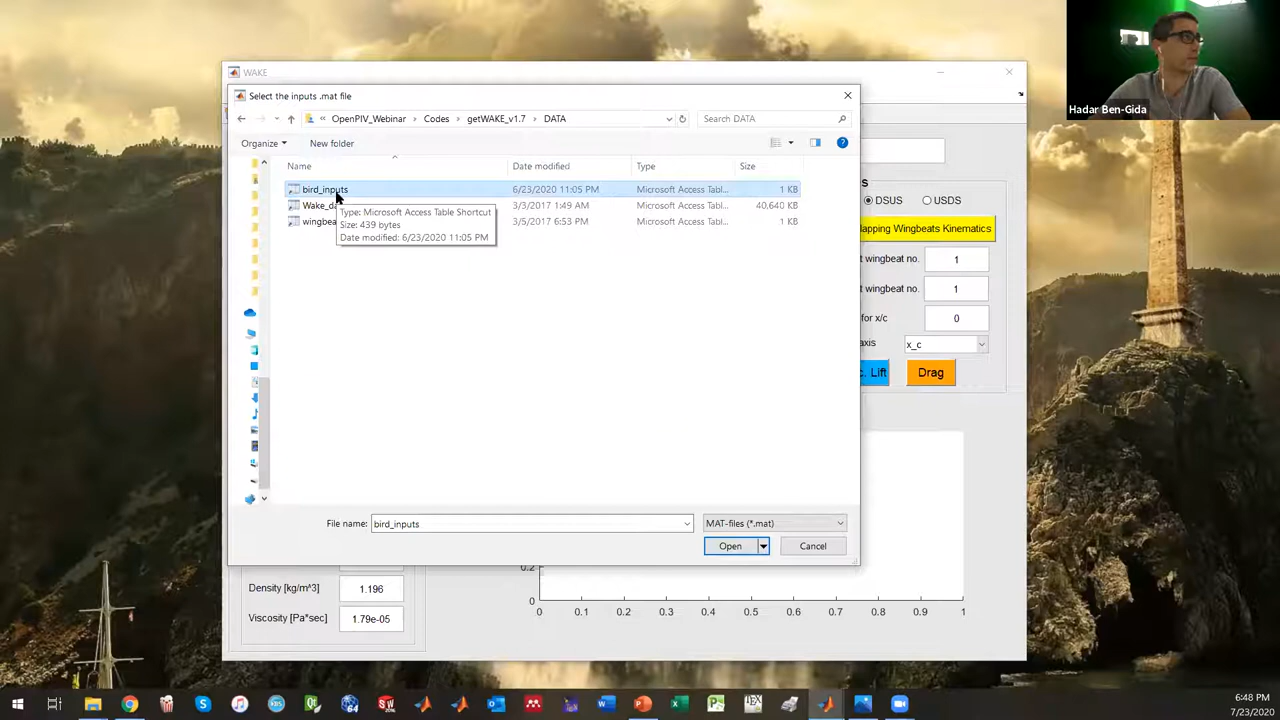 WAKE
Select the inputs .mat file
« OpenPIV_Webinar › Codes › getWAKE_v1.7 › DATA
Search DATA
Organize
New folder
Name Date modified Type Size
bird_inputs 6/23/2020 11:05 PM Microsoft Access Tabl... 1 KB
3/3/2017 1:49 AM Microsoft Access Tabl... 40,640 KB
3/5/2017 6:53 PM Microsoft Access Tabl... 1 KB
Type: Microsoft Access Table Shortcut
Size: 439 bytes
Date modified: 6/23/2020 11:05 PM
File name: bird_inputs
MAT-files (*.mat)
Open
Cancel
DSUS
USDS
Wingbeats Kinematics
wingbeat no. 1
wingbeat no. 1
for x/c 0
x_c
Lift
Drag
Density [kg/m^3] 1.196
Viscosity [Pa*sec] 1.79e-05
0.2
0
0 0.1 0.2 0.3 0.4 0.5 0.6 0.7 0.8 0.9 1
Hadar Ben-Gida
6:48 PM
7/23/2020